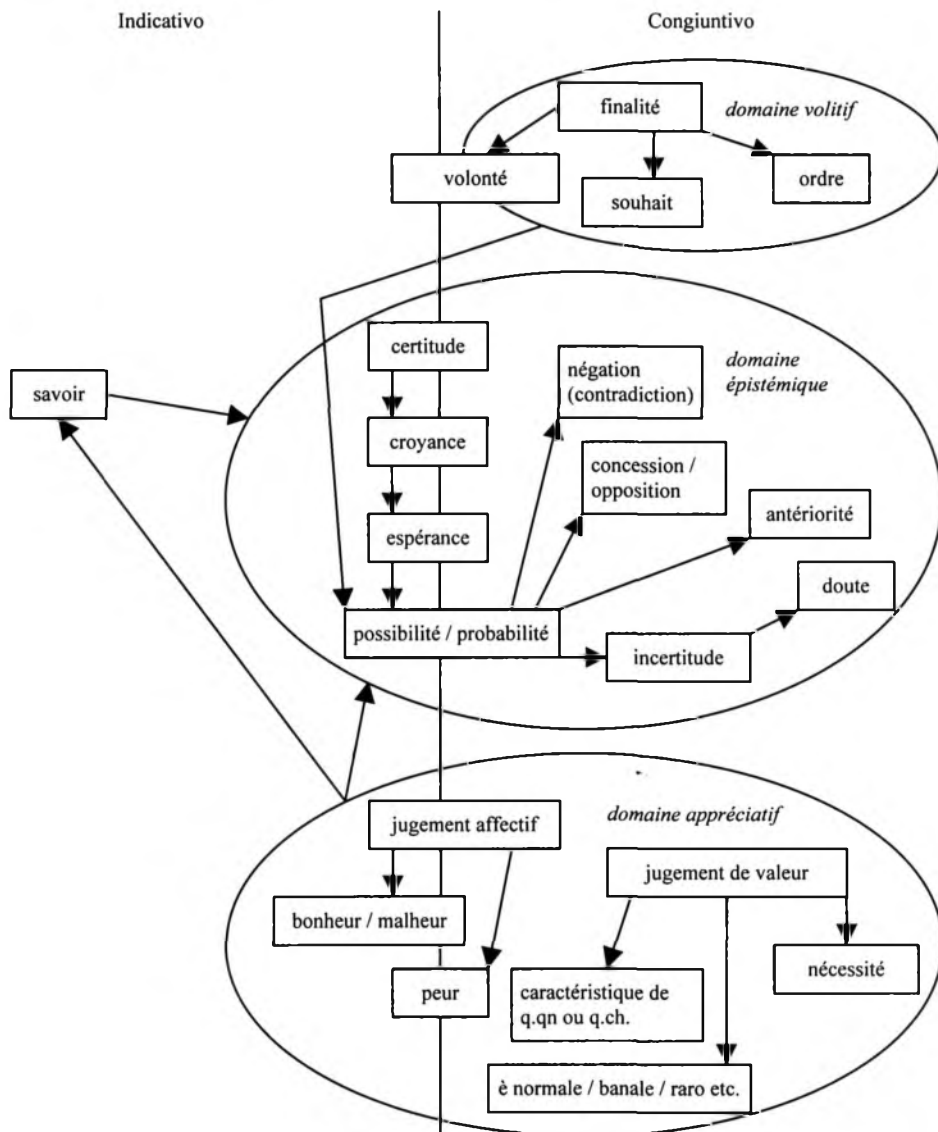 Indicativo
Congiuntivo
finalité
domaine volitif
volonté
souhait
ordre
certitude
négation
(contradiction)
domaine
épistémique
savoir
croyance
concession /
opposition
antériorité
espérance
doute
possibilité / probabilité
incertitude
jugement affectif
domaine appréciatif
jugement de valeur
bonheur / malheur
nécessité
peur
caractéristique de
q.qn ou q.ch.
è normale / banale / raro etc.